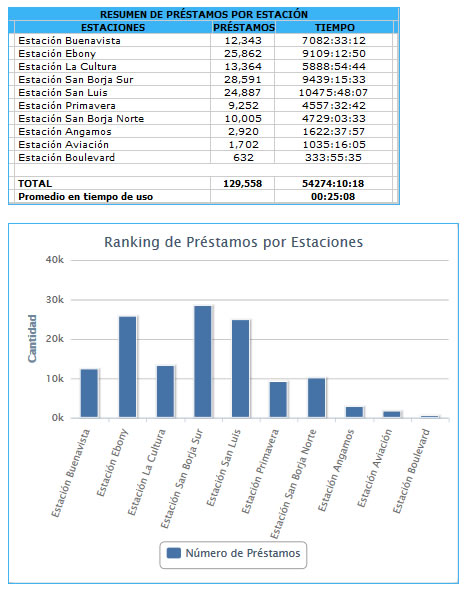 RESUMEN DE PRÉSTAMOS POR ESTACIÓN
ESTACIONES PRÉSTAMOS TIEMPO
Estación Buenavista 12,343 7082:33:12
Estación Ebony 25,862 9109:12:50
Estación La Cultura 13,364 5888:54:44
Estación San Borja Sur 28,591 9439:15:33
Estación San Luis 24,887 10475:48:07
Estación Primavera 9,252 4557:32:42
Estación San Borja Norte 10,005 4729:03:33
Estación Angamos 2,920 1622:37:57
Estación Aviación 1,702 1035:16:05
Estación Boulevard 632 333:55:35
TOTAL 129,558 54274:10:18
Promedio en tiempo de uso 00:25:08
Ranking de Préstamos por Estaciones
Cantidad
40k
30k
20k
10k
0k
Estación Buenavista
Estación Ebony
Estación La Cultura
Estación San Borja Sur
Estación San Luis
Estación Primavera
Estación San Borja Norte
Estación Angamos
Estación Aviación
Estación Boulevard
Número de Préstamos